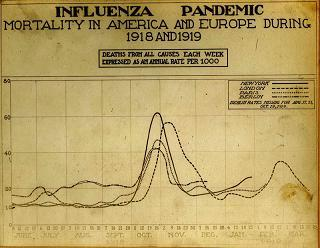 INFLUENZA PANDEMIC
MORTALITY IN AMERICA AND EUROPE DURING
1918 AND 1919
DEATHS FROM ALL CAUSES EACH WEEK
EXPRESSED AS AN ANNUAL RATE PER 1000
NEW YORK
LONDON
PARIS
BERLIN
80
60
40
20
JUNE. JULY AUG. SEPT. OCT. NOV. DEC. JAN. FEB. MAR.